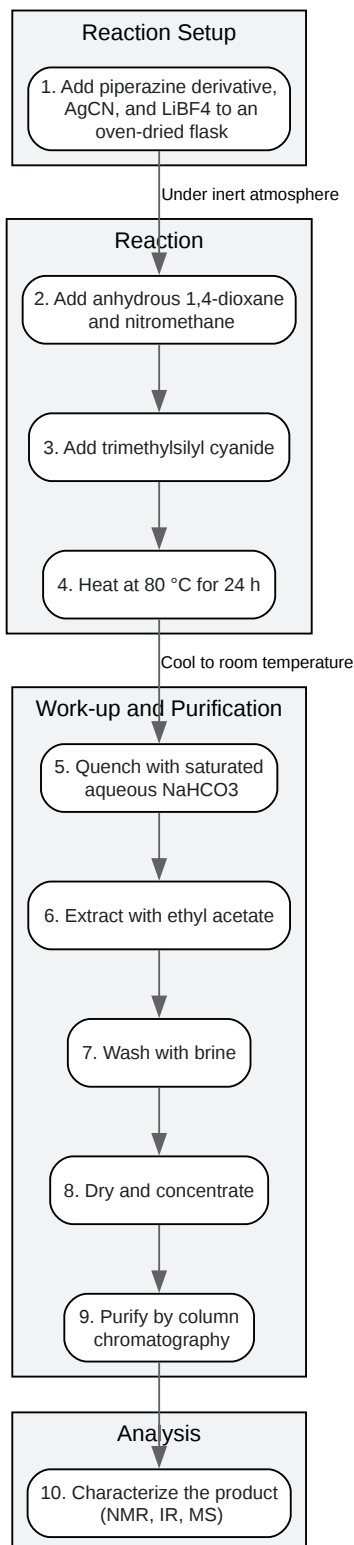 Reaction Setup
1. Add piperazine derivative,
AgCN, and LiBF4 to an
oven-dried flask
Under inert atmosphere
Reaction
2. Add anhydrous 1,4-dioxane
and nitromethane
3. Add trimethylsilyl cyanide
4. Heat at 80 °C for 24 h
Cool to room temperature
Work-up and Purification
5. Quench with saturated
aqueous NaHCO3
6. Extract with ethyl acetate
7. Wash with brine
8. Dry and concentrate
9. Purify by column
chromatography
Analysis
10. Characterize the product
(NMR, IR, MS)